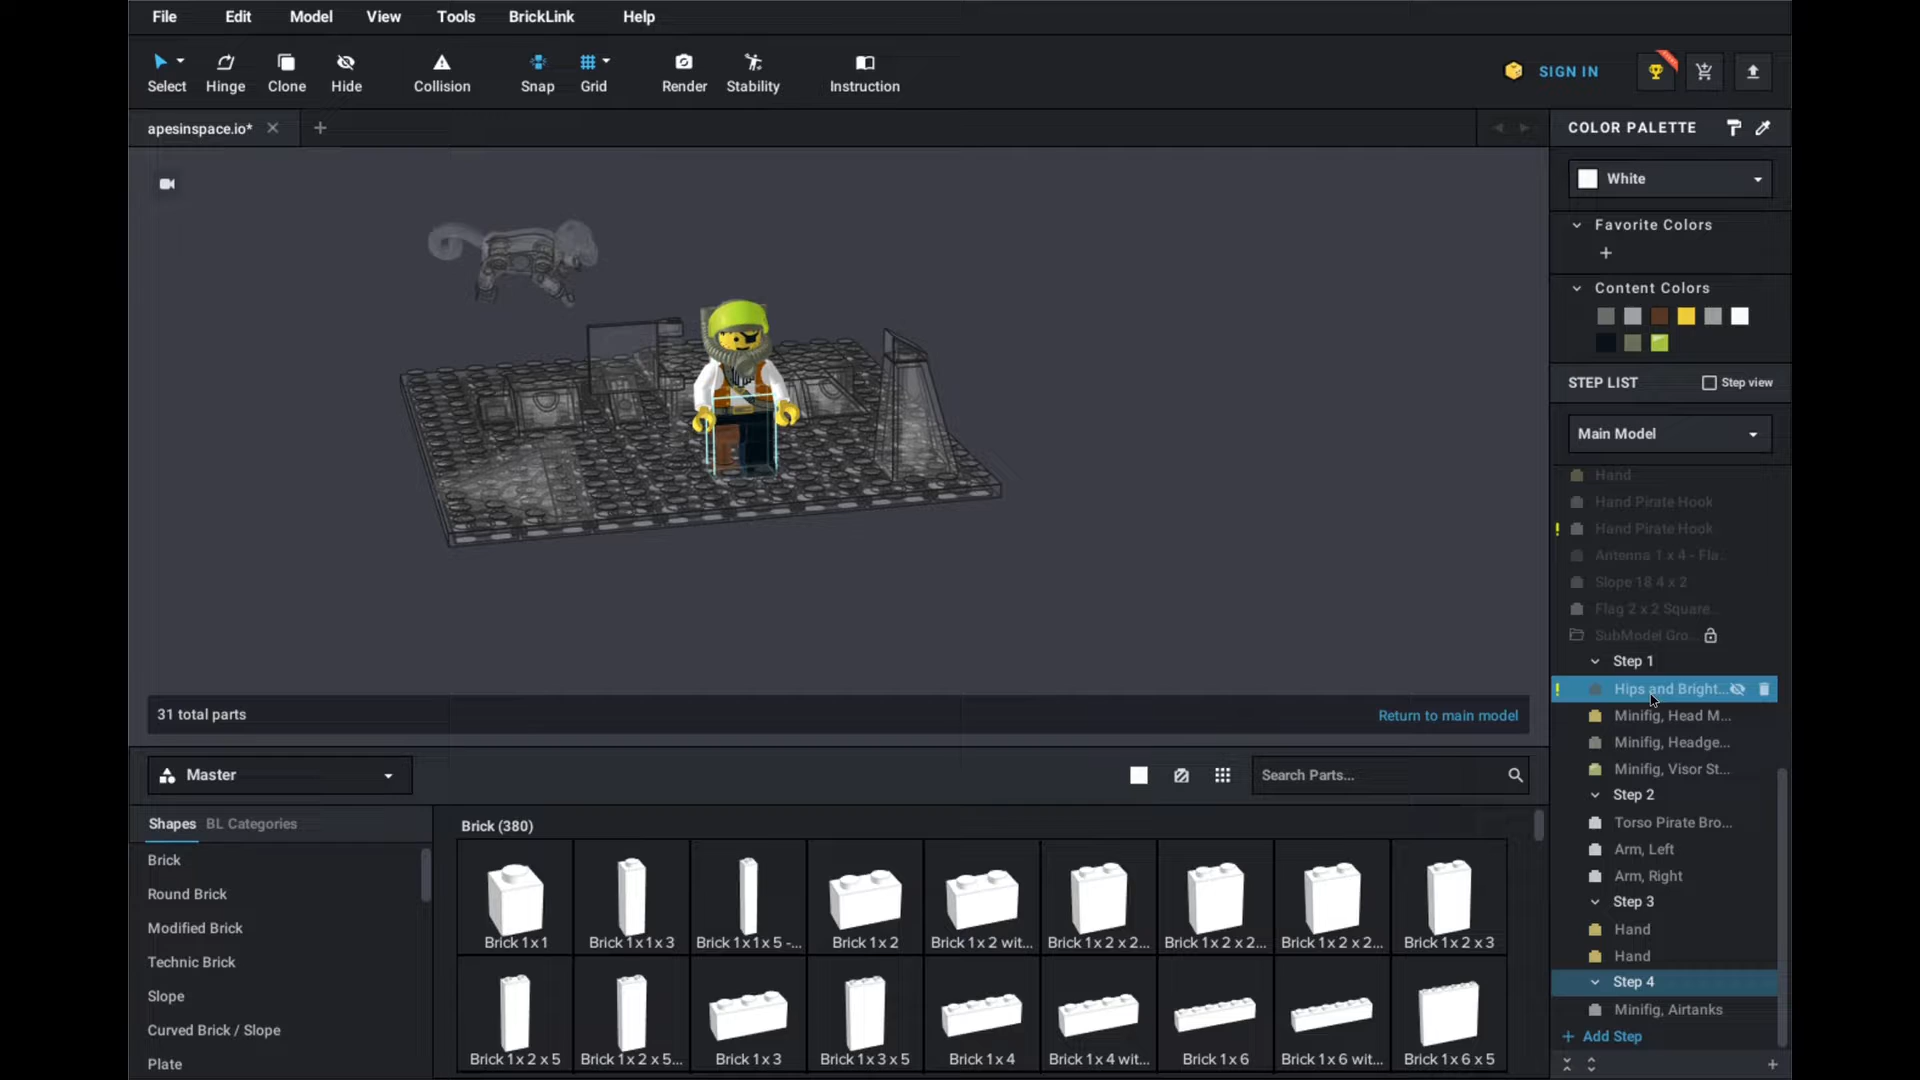 File Edit Model View Tools BrickLink Help
Select Hinge Clone Hide Collision Snap Grid Render Stability Instruction
SIGN IN
apesinspace.io*
COLOR PALETTE
White
Favorite Colors
Content Colors
STEP LIST Step view
Main Model
Hand
Hand Pirate Hook
Hand Pirate Hook
Antenna 1 x 4 - Fla...
Slope 18 4 x 2
Flag 2 x 2 Square...
SubModel Gro...
Step 1
Hips and Bright...
Minifig, Head M...
Minifig, Headge...
Minifig, Visor St...
Step 2
Torso Pirate Bro...
Arm, Left
Arm, Right
Step 3
Hand
Hand
Step 4
Minifig, Airtanks
+ Add Step
31 total parts Return to main model
Master
Search Parts...
Shapes BL Categories
Brick
Round Brick
Modified Brick
Technic Brick
Slope
Curved Brick / Slope
Plate
Brick (380)
Brick 1 x 1 Brick 1 x 1 x 3 Brick 1 x 1 x 5 -... Brick 1 x 2 Brick 1 x 2 wit... Brick 1 x 2 x 2... Brick 1 x 2 x 2... Brick 1 x 2 x 2... Brick 1 x 2 x 3
Brick 1 x 2 x 5 Brick 1 x 2 x 5... Brick 1 x 3 Brick 1 x 3 x 5 Brick 1 x 4 Brick 1 x 4 wit... Brick 1 x 6 Brick 1 x 6 wit... Brick 1 x 6 x 5